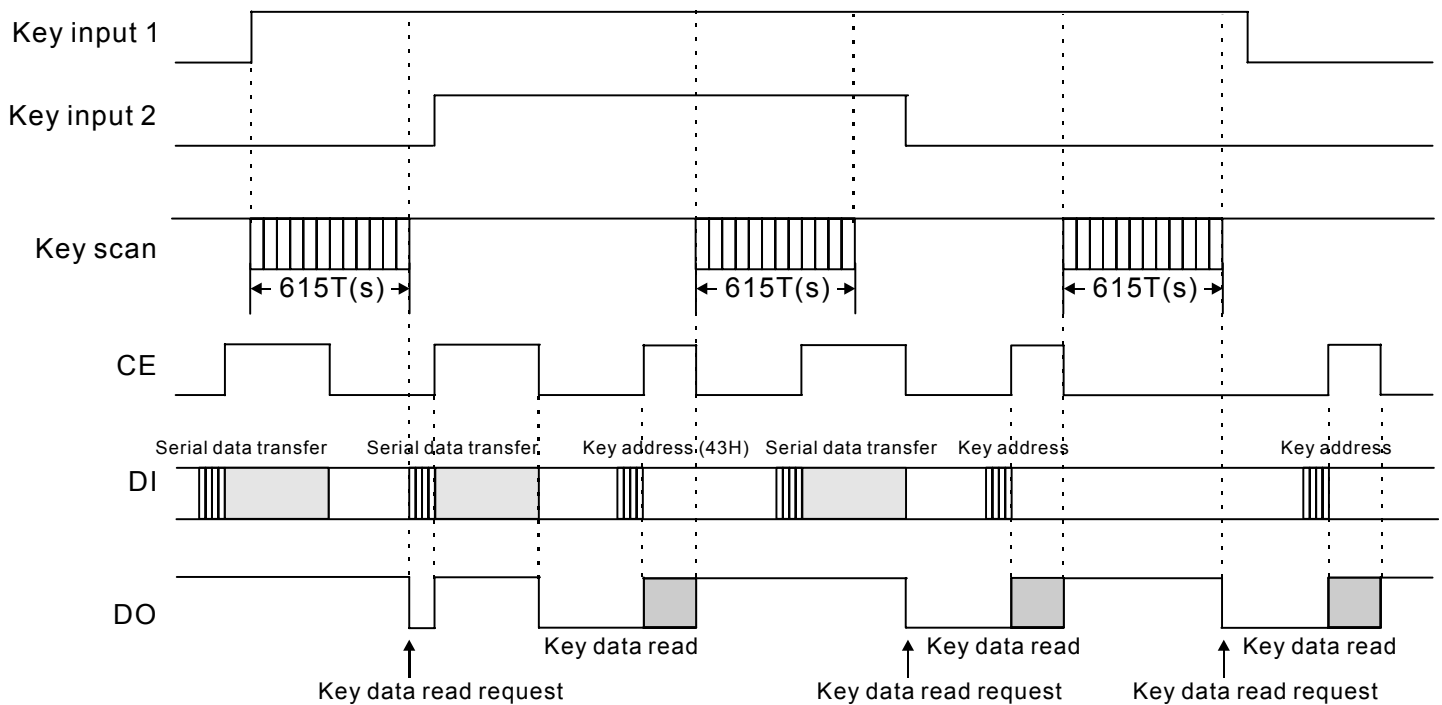 Key input 1
Key input 2
Key scan
615T(s) 615T(s) 615T(s)
CE
Serial data transfer Serial data transfer Key address (43H) Serial data transfer Key address Key address
DI
DO
Key data read Key data read Key data read
Key data read request Key data read request Key data read request